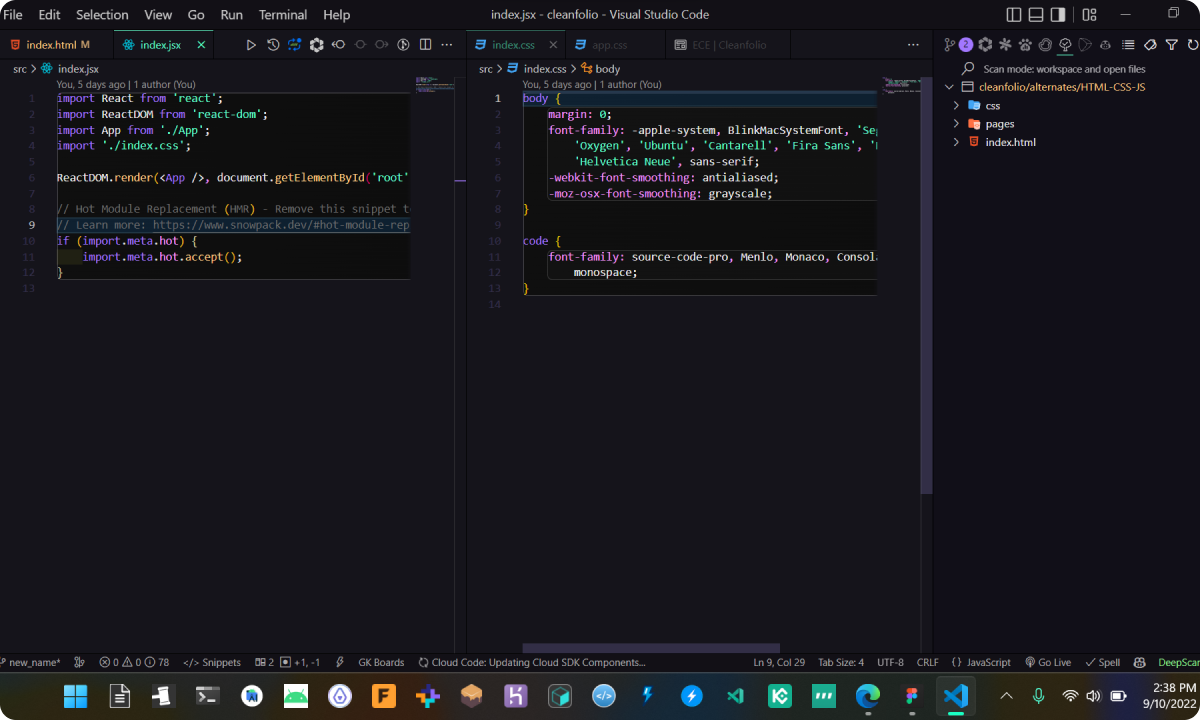 File Edit Selection View Go Run Terminal Help index.jsx - cleanfolio - Visual Studio Code
index.html M index.jsx index.css app.css ECE | Cleanfolio 2
src > index.jsx
src > index.css > body
Scan mode: workspace and open files
cleanfolio/alternates/HTML-CSS-JS
css
pages
index.html
You, 5 days ago | 1 author (You)
1 import React from 'react';
2 import ReactDOM from 'react-dom';
3 import App from './App';
4 import './index.css';
5
6 ReactDOM.render(<App />, document.getElementById('root'
7
8 // Hot Module Replacement (HMR) - Remove this snippet t
9 // Learn more: https://www.snowpack.dev/#hot-module-rep
10 if (import.meta.hot) {
11 import.meta.hot.accept();
12 }
13
You, 5 days ago | 1 author (You)
1 body {
2 margin: 0;
3 font-family: -apple-system, BlinkMacSystemFont, 'Se
4 'Oxygen', 'Ubuntu', 'Cantarell', 'Fira Sans', '
5 'Helvetica Neue', sans-serif;
6 -webkit-font-smoothing: antialiased;
7 -moz-osx-font-smoothing: grayscale;
8 }
9
10 code {
11 font-family: source-code-pro, Menlo, Monaco, Consol
12 monospace;
13 }
14
new_name* 0 0 78 </> Snippets 2 +1, -1 GK Boards Cloud Code: Updating Cloud SDK Components... Ln 9, Col 29 Tab Size: 4 UTF-8 CRLF {} JavaScript Go Live Spell DeepScan
2:38 PM
9/10/2022